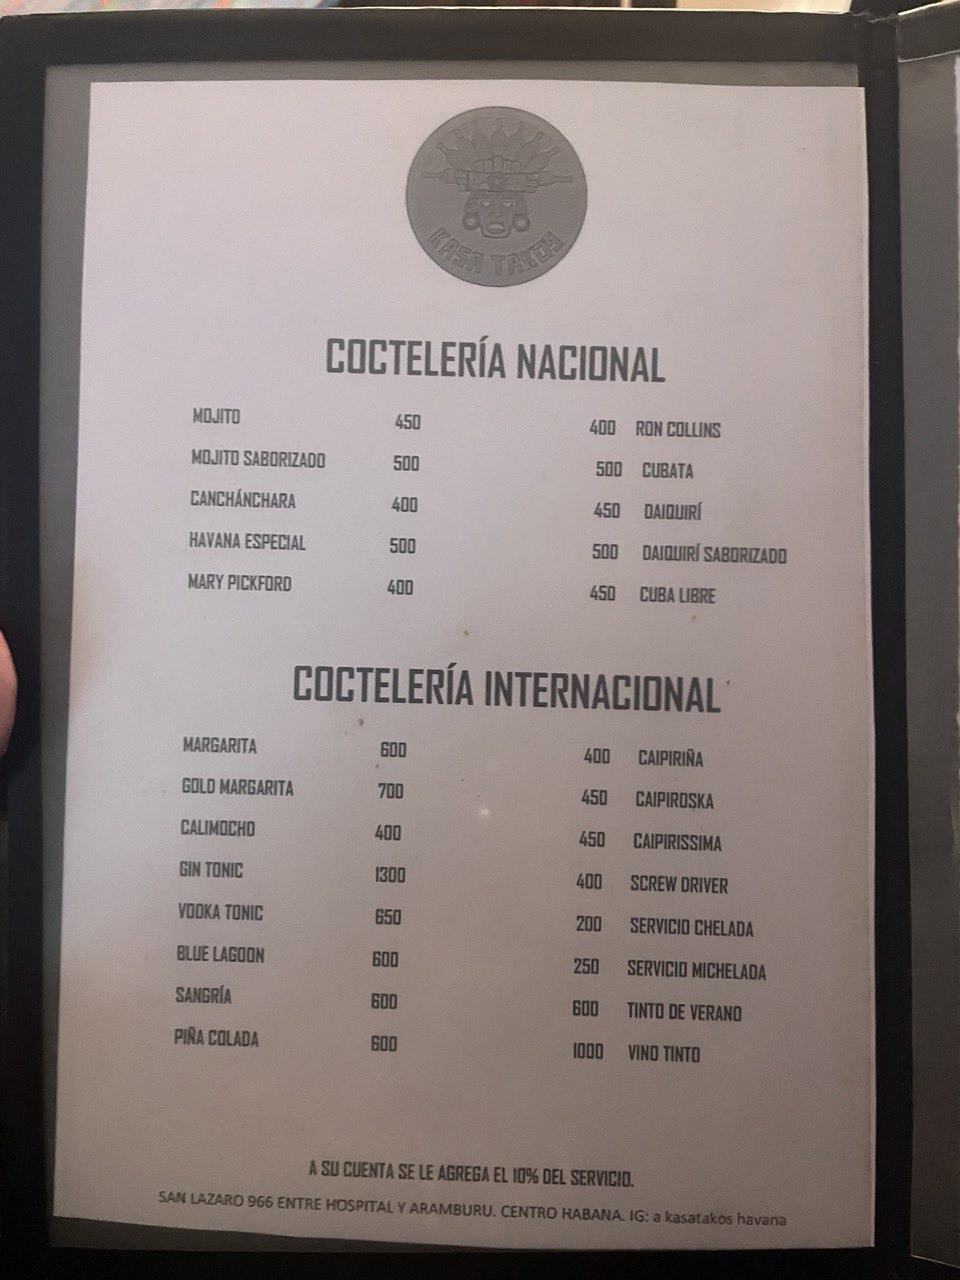 KASA TAKOS
COCTELERÍA NACIONAL
MOJITO 450 400 RON COLLINS
MOJITO SABORIZADO 500 500 CUBATA
CANCHÁNCHARA 400 450 DAIQUIRÍ
HAVANA ESPECIAL 500 500 DAIQUIRÍ SABORIZADO
MARY PICKFORD 400 450 CUBA LIBRE
COCTELERÍA INTERNACIONAL
MARGARITA 600 400 CAIPIRIÑA
GOLD MARGARITA 700 450 CAIPIROSKA
CALIMOCHO 400 450 CAIPIRISSIMA
GIN TONIC 1300 400 SCREW DRIVER
VODKA TONIC 650 200 SERVICIO CHELADA
BLUE LAGOON 600 250 SERVICIO MICHELADA
SANGRÍA 600 600 TINTO DE VERANO
PIÑA COLADA 600 1000 VINO TINTO
A SU CUENTA SE LE AGREGA EL 10% DEL SERVICIO.
SAN LAZARO 966 ENTRE HOSPITAL Y ARAMBURU. CENTRO HABANA. IG: a kasatakos havana